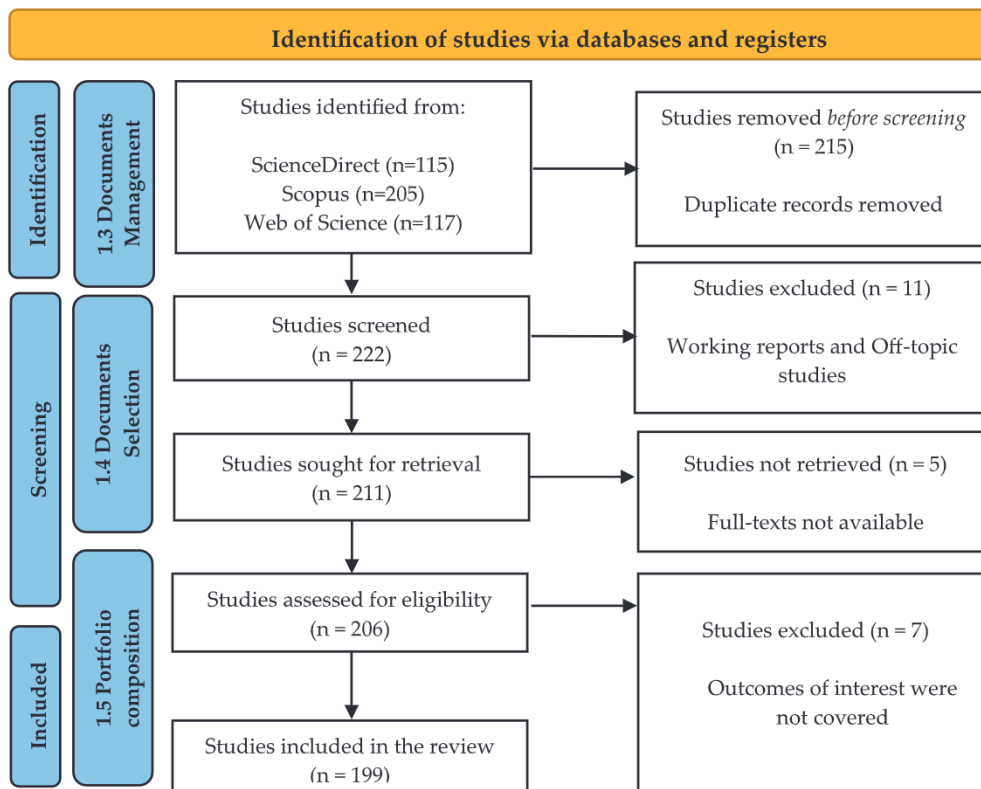 Identification of studies via databases and registers
Identification
1.3 Documents
Management
Studies identified from:
ScienceDirect (n=115)
Scopus (n=205)
Web of Science (n=117)
Studies removed before screening
(n = 215)
Duplicate records removed
Screening
1.4 Documents
Selection
Studies screened
(n = 222)
Studies excluded (n = 11)
Working reports and Off-topic
studies
Studies sought for retrieval
(n = 211)
Studies not retrieved (n = 5)
Full-texts not available
1.5 Portfolio
composition
Studies assessed for eligibility
(n = 206)
Studies excluded (n = 7)
Outcomes of interest were
not covered
Included
Studies included in the review
(n = 199)